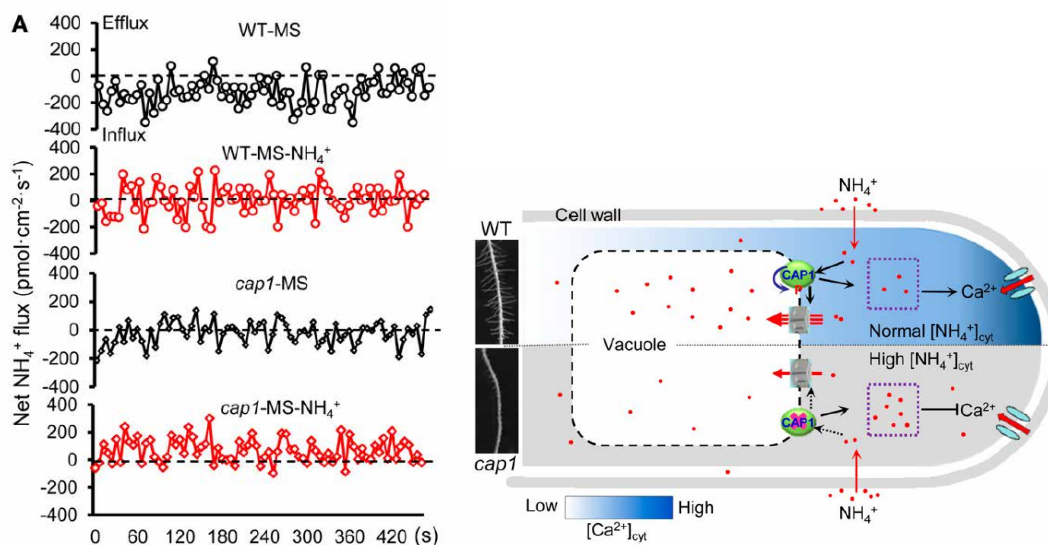 A
Net NH₄⁺ flux (pmol·cm⁻²·s⁻¹)
400
Efflux
WT-MS
200
0
-200
-400
Influx
400
WT-MS-NH₄⁺
200
0
-200
-400
400
cap1-MS
200
0
-200
-400
400
cap1-MS-NH₄⁺
200
0
-200
-400
0 60 120 180 240 300 360 420 (s)
WT
cap1
Cell wall
NH₄⁺
CAP1
Ca²⁺
Normal [NH₄⁺]cyt
Vacuole
High [NH₄⁺]cyt
CAP1
Ca²⁺
NH₄⁺
Low
High
[Ca²⁺]cyt